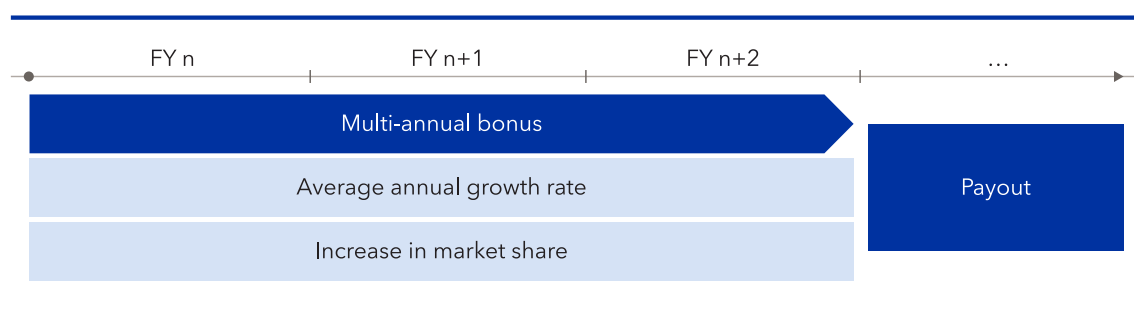 FY n
FY n+1
FY n+2
…
Multi-annual bonus
Average annual growth rate
Payout
Increase in market share